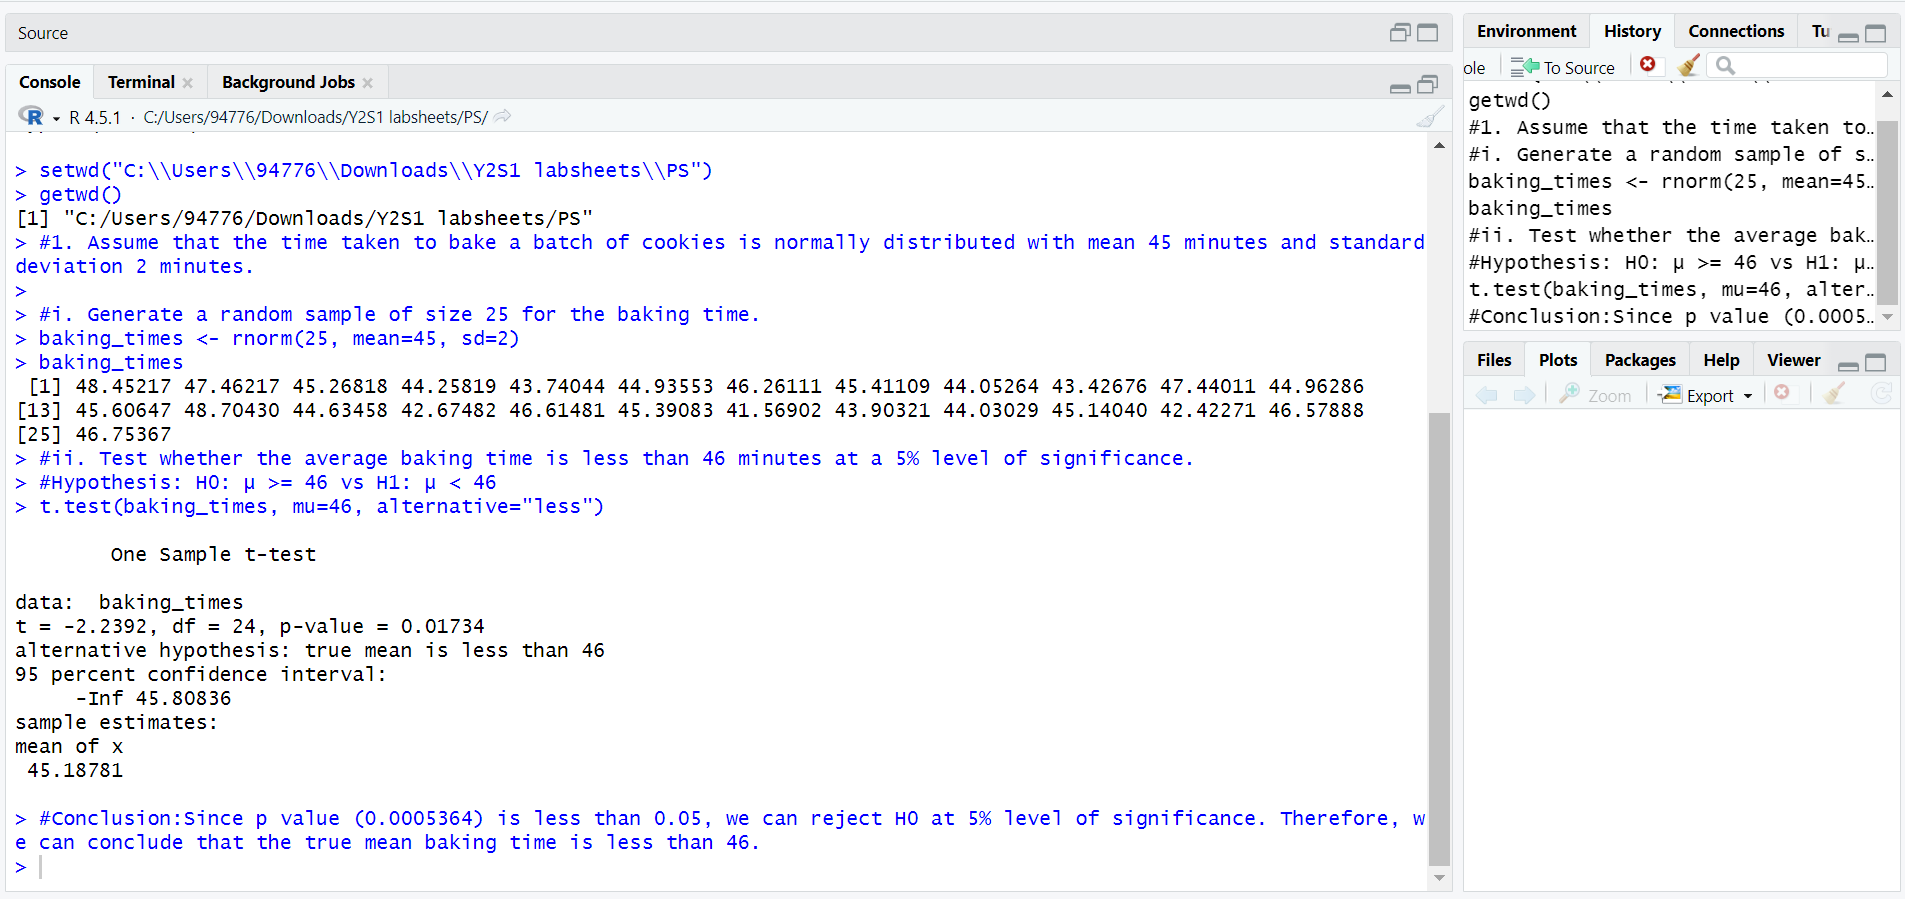 Source
Console
Terminal
Background Jobs
R 4.5.1 · C:/Users/94776/Downloads/Y2S1 labsheets/PS/
> setwd("C:\\Users\\94776\\Downloads\\Y2S1 labsheets\\PS")
> getwd()
[1] "C:/Users/94776/Downloads/Y2S1 labsheets/PS"
> #1. Assume that the time taken to bake a batch of cookies is normally distributed with mean 45 minutes and standard
deviation 2 minutes.
>
> #i. Generate a random sample of size 25 for the baking time.
> baking_times <- rnorm(25, mean=45, sd=2)
> baking_times
[1] 48.45217 47.46217 45.26818 44.25819 43.74044 44.93553 46.26111 45.41109 44.05264 43.42676 47.44011 44.96286
[13] 45.60647 48.70430 44.63458 42.67482 46.61481 45.39083 41.56902 43.90321 44.03029 45.14040 42.42271 46.57888
[25] 46.75367
> #ii. Test whether the average baking time is less than 46 minutes at a 5% level of significance.
> #Hypothesis: H0: μ >= 46 vs H1: μ < 46
> t.test(baking_times, mu=46, alternative="less")
One Sample t-test
data:  baking_times
t = -2.2392, df = 24, p-value = 0.01734
alternative hypothesis: true mean is less than 46
95 percent confidence interval:
-Inf 45.80836
sample estimates:
mean of x
45.18781
> #Conclusion:Since p value (0.0005364) is less than 0.05, we can reject H0 at 5% level of significance. Therefore, w
e can conclude that the true mean baking time is less than 46.
>
Environment
History
Connections
Tu
ole
To Source
getwd()
#1. Assume that the time taken to..
#i. Generate a random sample of s..
baking_times <- rnorm(25, mean=45..
baking_times
#ii. Test whether the average bak..
#Hypothesis: H0: μ >= 46 vs H1: μ..
t.test(baking_times, mu=46, alter..
#Conclusion:Since p value (0.0005..
Files
Plots
Packages
Help
Viewer
Zoom
Export